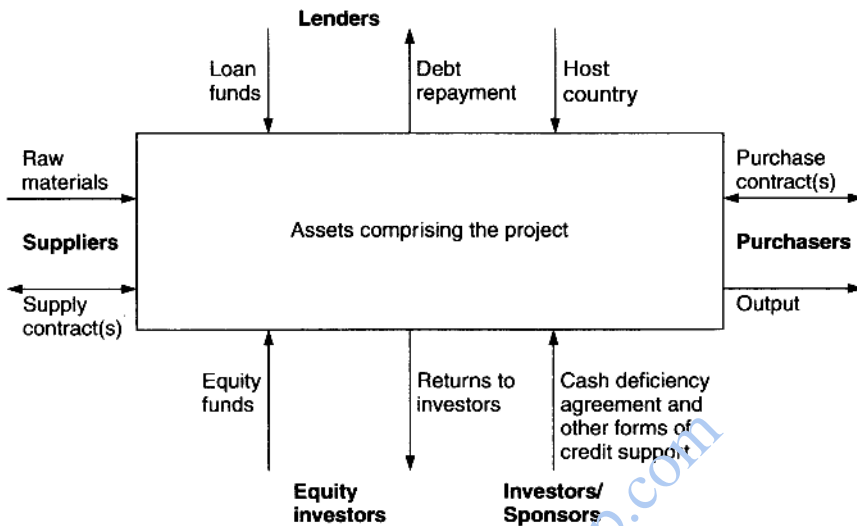 Lenders
Loan
funds
Debt
repayment
Host
country
Raw
materials
Purchase
contract(s)
Assets comprising the project
Suppliers
Purchasers
Supply
contract(s)
Output
Equity
funds
Returns to
investors
Cash deficiency
agreement and
other forms of
credit support
Equity
investors
Investors/
Sponsors